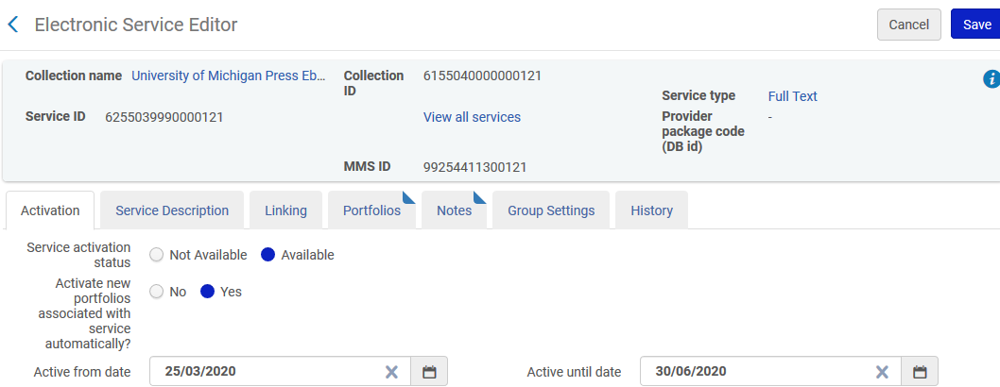 Electronic Service Editor
Cancel
Save
Collection name University of Michigan Press Eb... Collection ID 6155040000000121
Service type Full Text
Service ID 6255039990000121 View all services
Provider package code (DB id) -
MMS ID 99254411300121
Activation Service Description Linking Portfolios Notes Group Settings History
Service activation status Not Available Available
Activate new portfolios associated with service automatically? No Yes
Active from date 25/03/2020 Active until date 30/06/2020